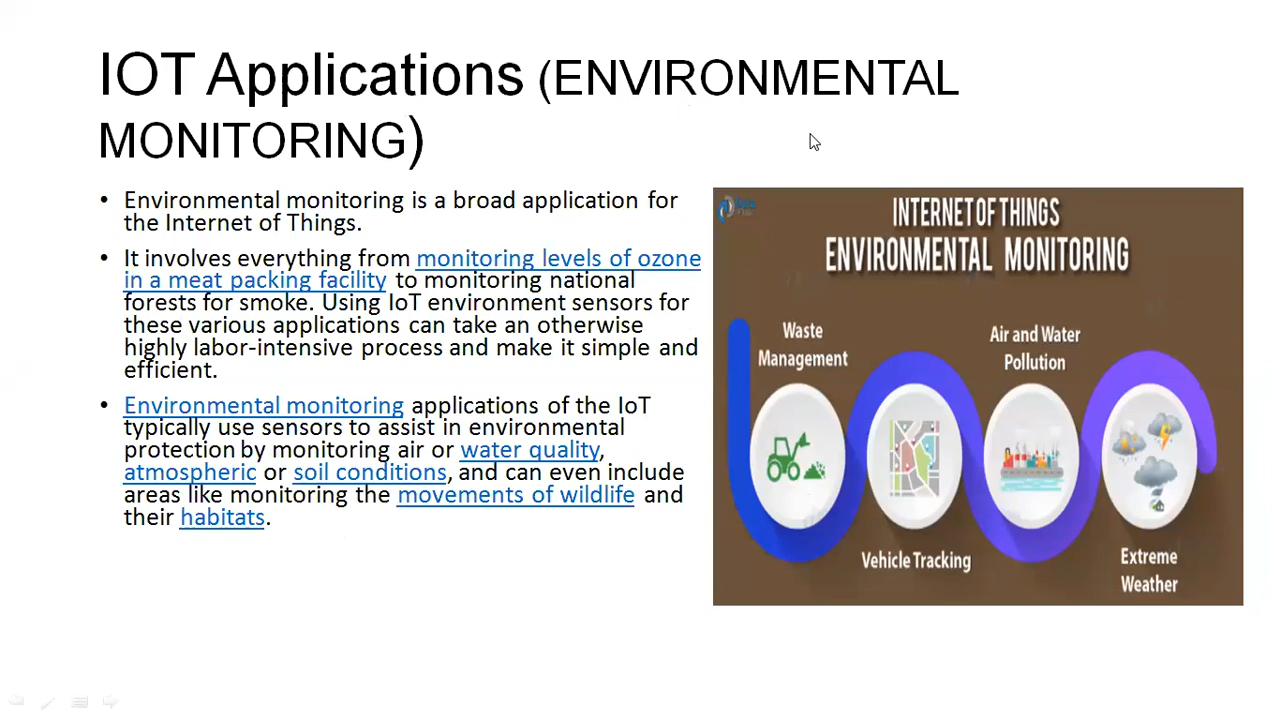 IOT Applications (ENVIRONMENTAL
MONITORING)
• Environmental monitoring is a broad application for
the Internet of Things.
• It involves everything from monitoring levels of ozone
in a meat packing facility to monitoring national
forests for smoke. Using IoT environment sensors for
these various applications can take an otherwise
highly labor-intensive process and make it simple and
efficient.
• Environmental monitoring applications of the IoT
typically use sensors to assist in environmental
protection by monitoring air or water quality,
atmospheric or soil conditions, and can even include
areas like monitoring the movements of wildlife and
their habitats.
INTERNET OF THINGS
ENVIRONMENTAL MONITORING
Waste
Management
Air and Water
Pollution
Vehicle Tracking
Extreme
Weather